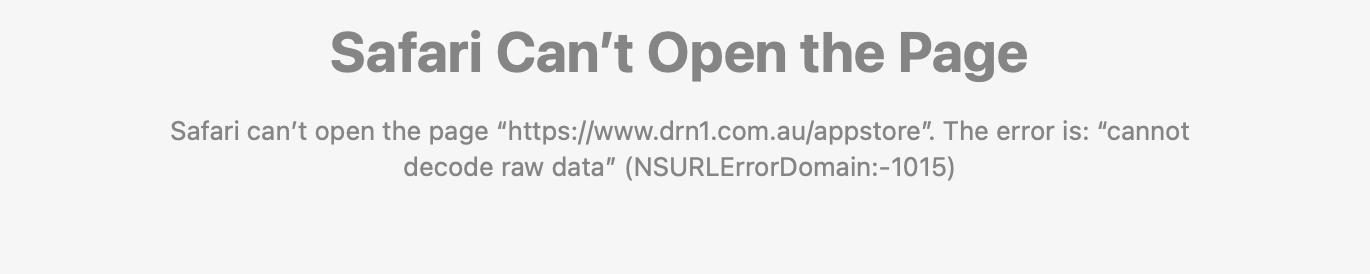 Safari Can’t Open the Page
Safari can’t open the page “https://www.drn1.com.au/appstore”. The error is: “cannot
decode raw data” (NSURLErrorDomain:-1015)